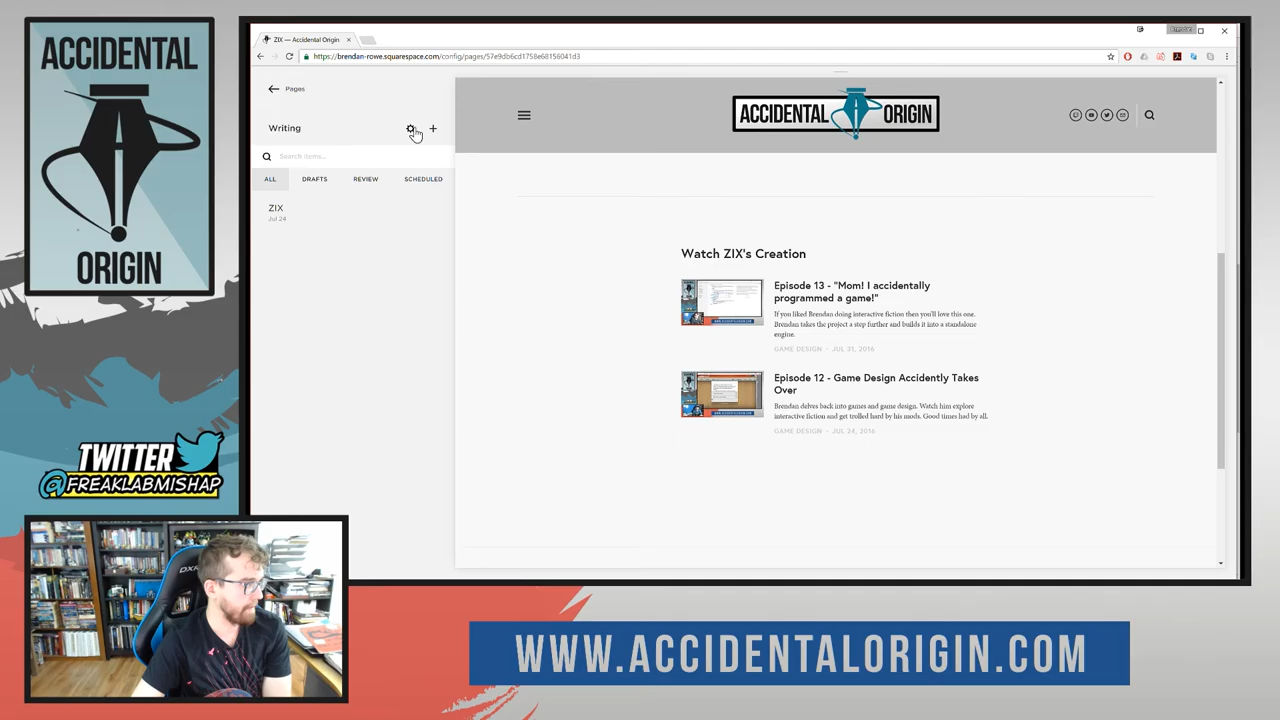 ACCIDENTAL
ORIGIN
TWITTER
@FREAKLABMISHAP
ZIX — Accidental Origin
https://brendan-rowe.squarespace.com/config/pages/57e9db6cd1758e68156041d3
Pages
Writing
Search items...
ALL DRAFTS REVIEW SCHEDULED
ZIX
Jul 24
ACCIDENTAL ORIGIN
Watch ZIX's Creation
Episode 13 - "Mom! I accidentally
programmed a game!"
If you liked Brendan doing interactive fiction then you'll love this one.
Brendan takes the project a step further and builds it into a standalone
engine.
GAME DESIGN · JUL 31, 2016
Episode 12 - Game Design Accidently Takes
Over
Brendan delves back into games and game design. Watch him explore
interactive fiction and get trolled hard by his mods. Good times had by all.
GAME DESIGN · JUL 24, 2016
DXR
WWW.ACCIDENTALORIGIN.COM